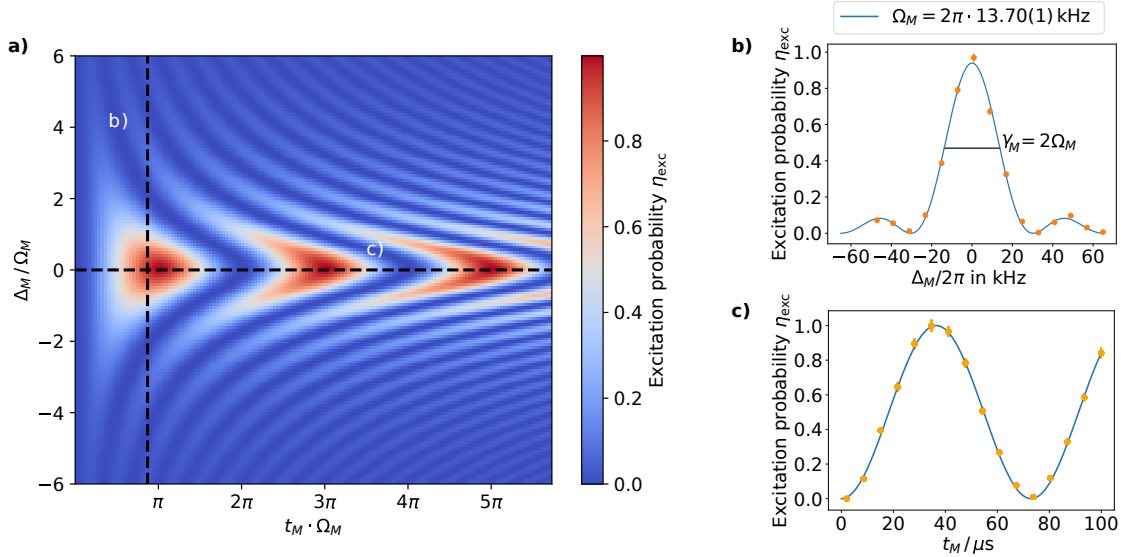 a)
6
4
2
0
−2
−4
−6
Δ_M / Ω_M
b)
c)
π
2π
3π
4π
5π
t_M · Ω_M
0.8
0.6
0.4
0.2
0.0
Excitation probability η_exc
Ω_M = 2π · 13.70(1) kHz
b)
1.0
0.8
0.6
0.4
0.2
0.0
Excitation probability η_exc
γ_M = 2Ω_M
−60 −40 −20 0 20 40 60
Δ_M/2π in kHz
c)
1.0
0.8
0.6
0.4
0.2
0.0
Excitation probability η_exc
0 20 40 60 80 100
t_M / μs